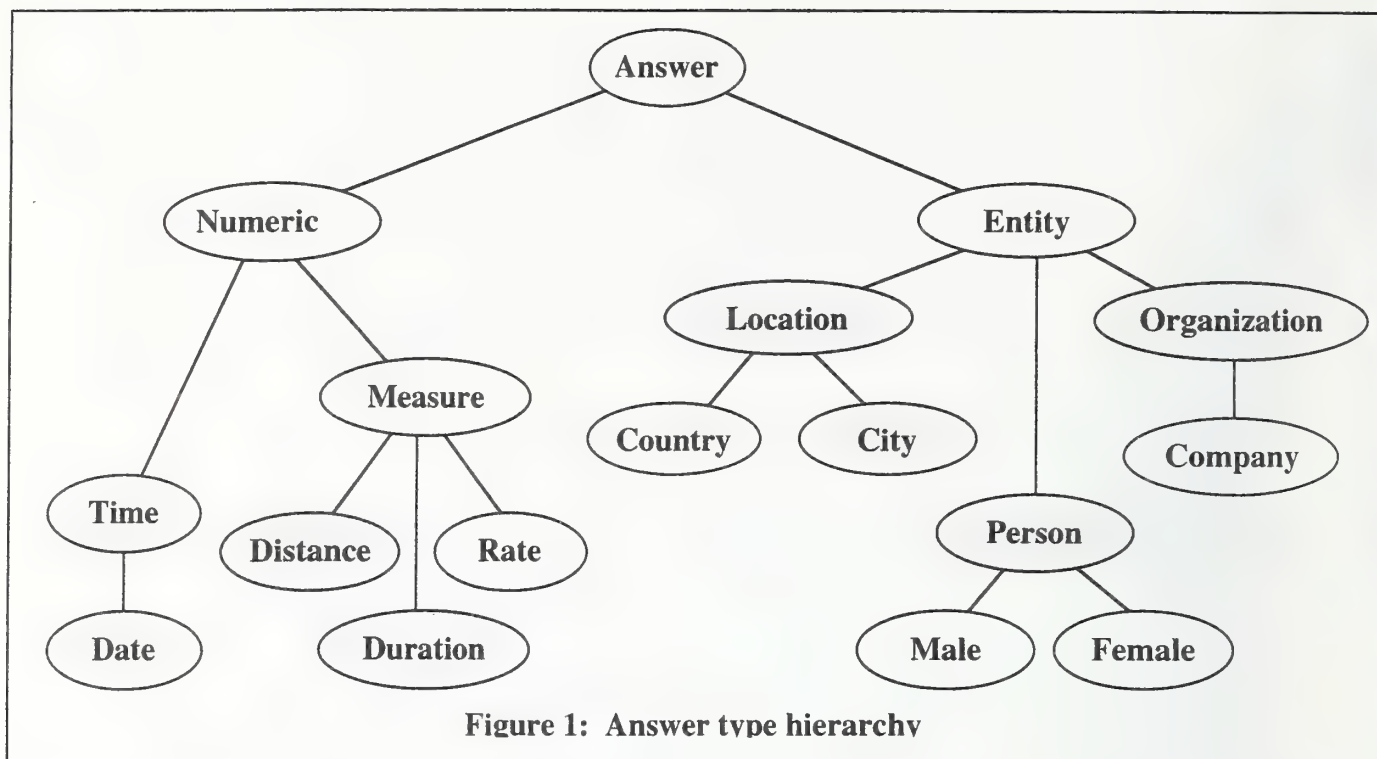 Answer
Numeric
Entity
Location
Organization
Measure
Country
City
Company
Time
Distance
Rate
Person
Date
Duration
Male
Female
Figure 1: Answer type hierarchy